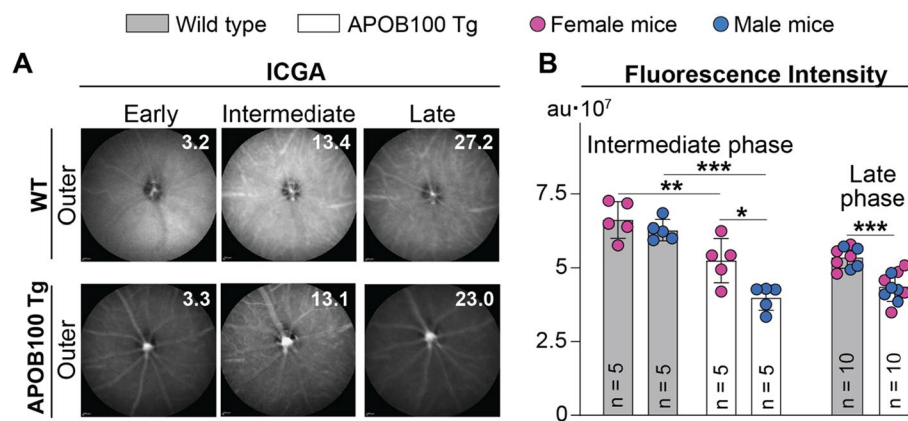 Wild type APOB100 Tg Female mice Male mice
A
ICGA
Early Intermediate Late
WT
Outer
3.2 13.4 27.2
APOB100 Tg
Outer
3.3 13.1 23.0
B
Fluorescence Intensity
au·10⁷
Intermediate phase
Late
phase
***
**
*
***
7.5
5
2.5
0
n = 5 n = 5 n = 5 n = 5 n = 10 n = 10